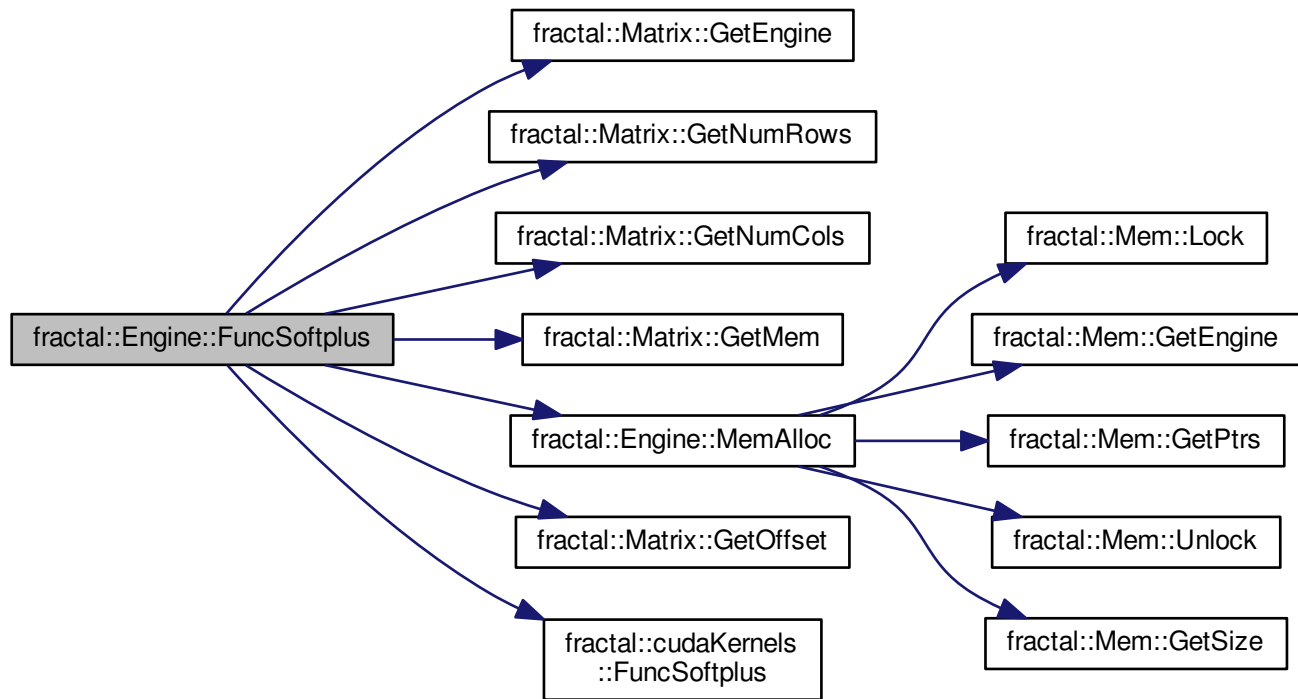 fractal::Matrix::GetEngine
fractal::Matrix::GetNumRows
fractal::Matrix::GetNumCols
fractal::Mem::Lock
fractal::Engine::FuncSoftplus
fractal::Matrix::GetMem
fractal::Mem::GetEngine
fractal::Engine::MemAlloc
fractal::Mem::GetPtrs
fractal::Matrix::GetOffset
fractal::Mem::Unlock
fractal::cudaKernels
::FuncSoftplus
fractal::Mem::GetSize